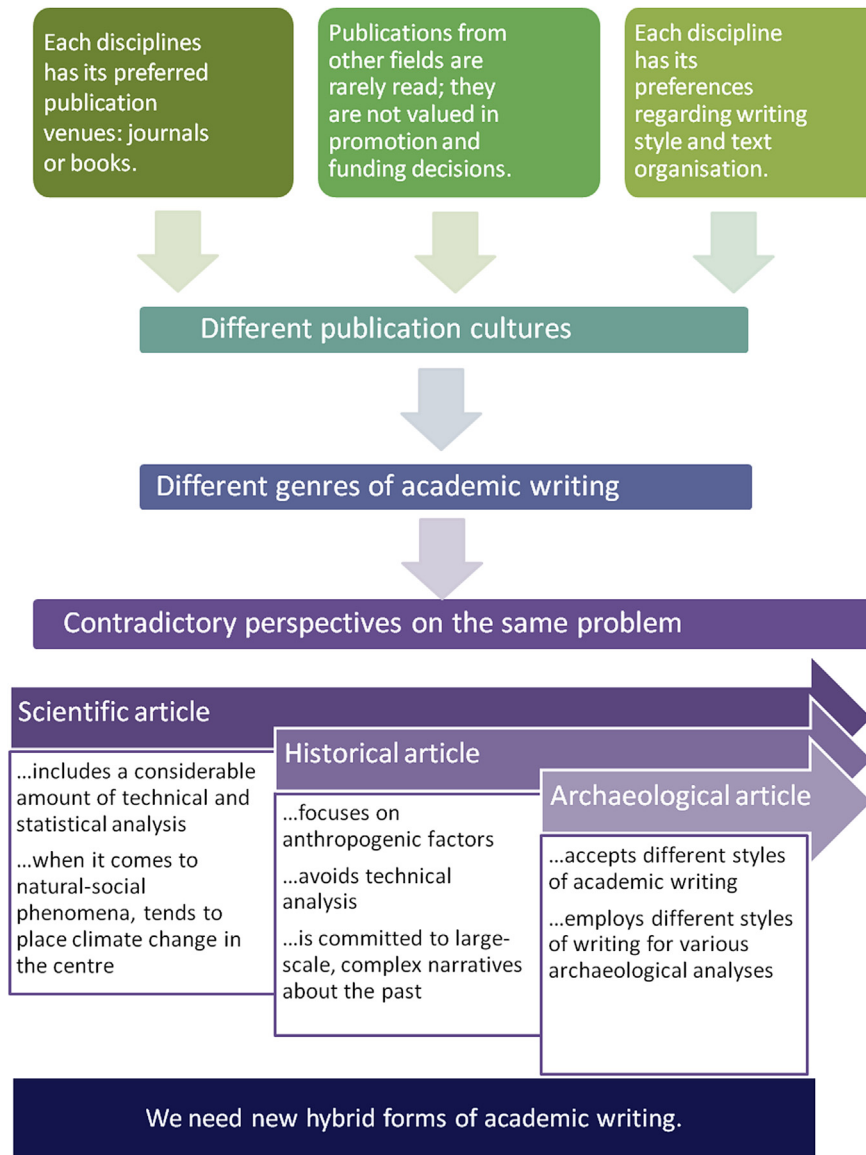 Each disciplines
has its preferred
publication
venues: journals
or books.
Publications from
other fields are
rarely read; they
are not valued in
promotion and
funding decisions.
Each discipline
has its
preferences
regarding writing
style and text
organisation.
Different publication cultures
Different genres of academic writing
Contradictory perspectives on the same problem
Scientific article
...includes a considerable
amount of technical and
statistical analysis
...when it comes to
natural-social
phenomena, tends to
place climate change in
the centre
Historical article
...focuses on
anthropogenic factors
...avoids technical
analysis
...is committed to large-
scale, complex narratives
about the past
Archaeological article
...accepts different styles
of academic writing
...employs different styles
of writing for various
archaeological analyses
We need new hybrid forms of academic writing.